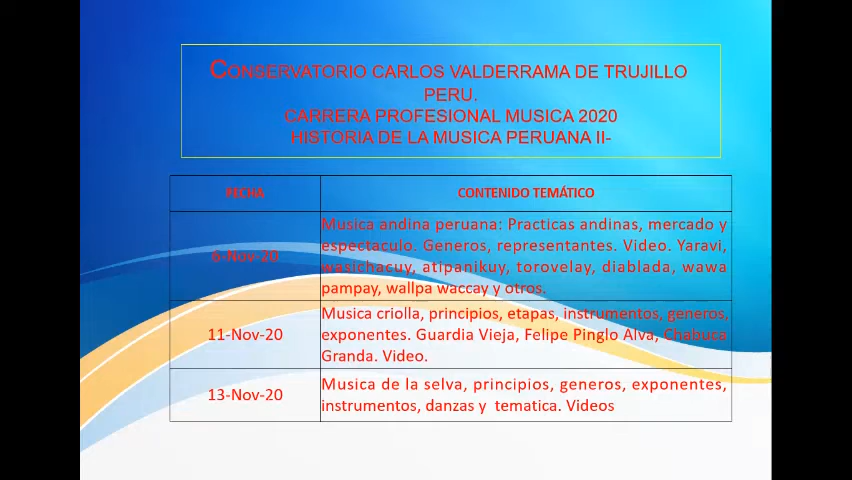 CONSERVATORIO CARLOS VALDERRAMA DE TRUJILLO
PERU.
CARRERA PROFESIONAL MUSICA 2020
HISTORIA DE LA MUSICA PERUANA II-
FECHA
CONTENIDO TEMÁTICO
6-Nov-20
Musica andina peruana: Practicas andinas, mercado y
espectaculo. Generos, representantes. Video. Yaravi,
wasichacuy, atipanikuy, torovelay, diablada, wawa
pampay, wallpa waccay y otros.
11-Nov-20
Musica criolla, principios, etapas, instrumentos, generos,
exponentes. Guardia Vieja, Felipe Pinglo Alva, Chabuca
Granda. Video.
13-Nov-20
Musica de la selva, principios, generos, exponentes,
instrumentos, danzas y tematica. Videos